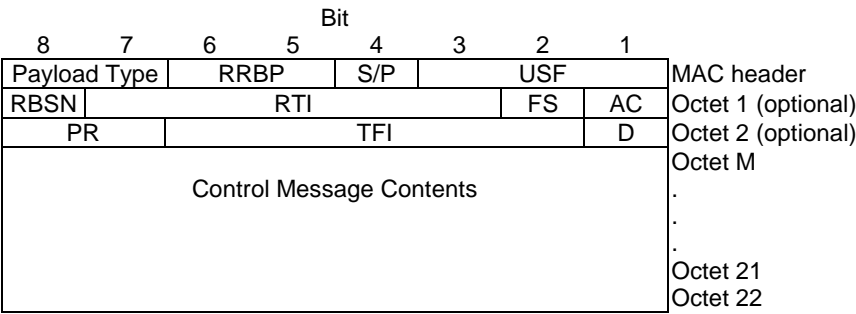 Bit
8 7 6 5 4 3 2 1
Payload Type RRBP S/P USF MAC header
RBSN RTI FS AC Octet 1 (optional)
PR TFI D Octet 2 (optional)
Octet M
Control Message Contents .
.
.
Octet 21
Octet 22